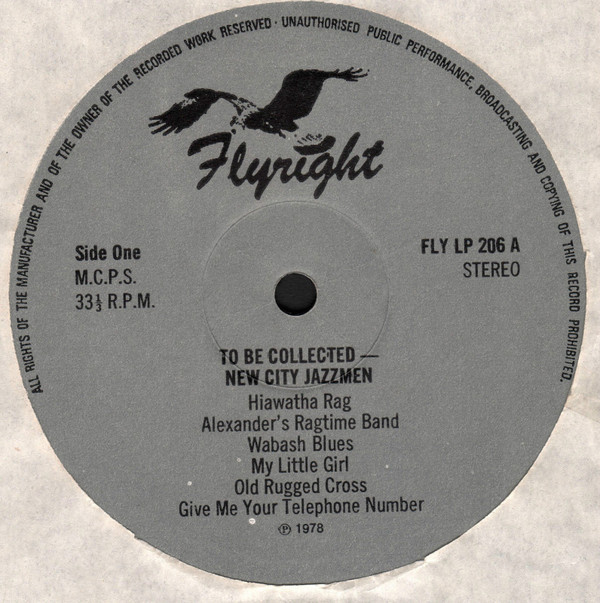 ALL RIGHTS OF THE MANUFACTURER AND OF THE OWNER OF THE RECORDED WORK RESERVED · UNAUTHORISED PUBLIC PERFORMANCE, BROADCASTING AND COPYING OF THIS RECORD PROHIBITED.
Flyright
Side One
M.C.P.S.
33⅓ R.P.M.
FLY LP 206 A
STEREO
TO BE COLLECTED —
NEW CITY JAZZMEN
Hiawatha Rag
Alexander's Ragtime Band
Wabash Blues
My Little Girl
Old Rugged Cross
Give Me Your Telephone Number
℗ 1978